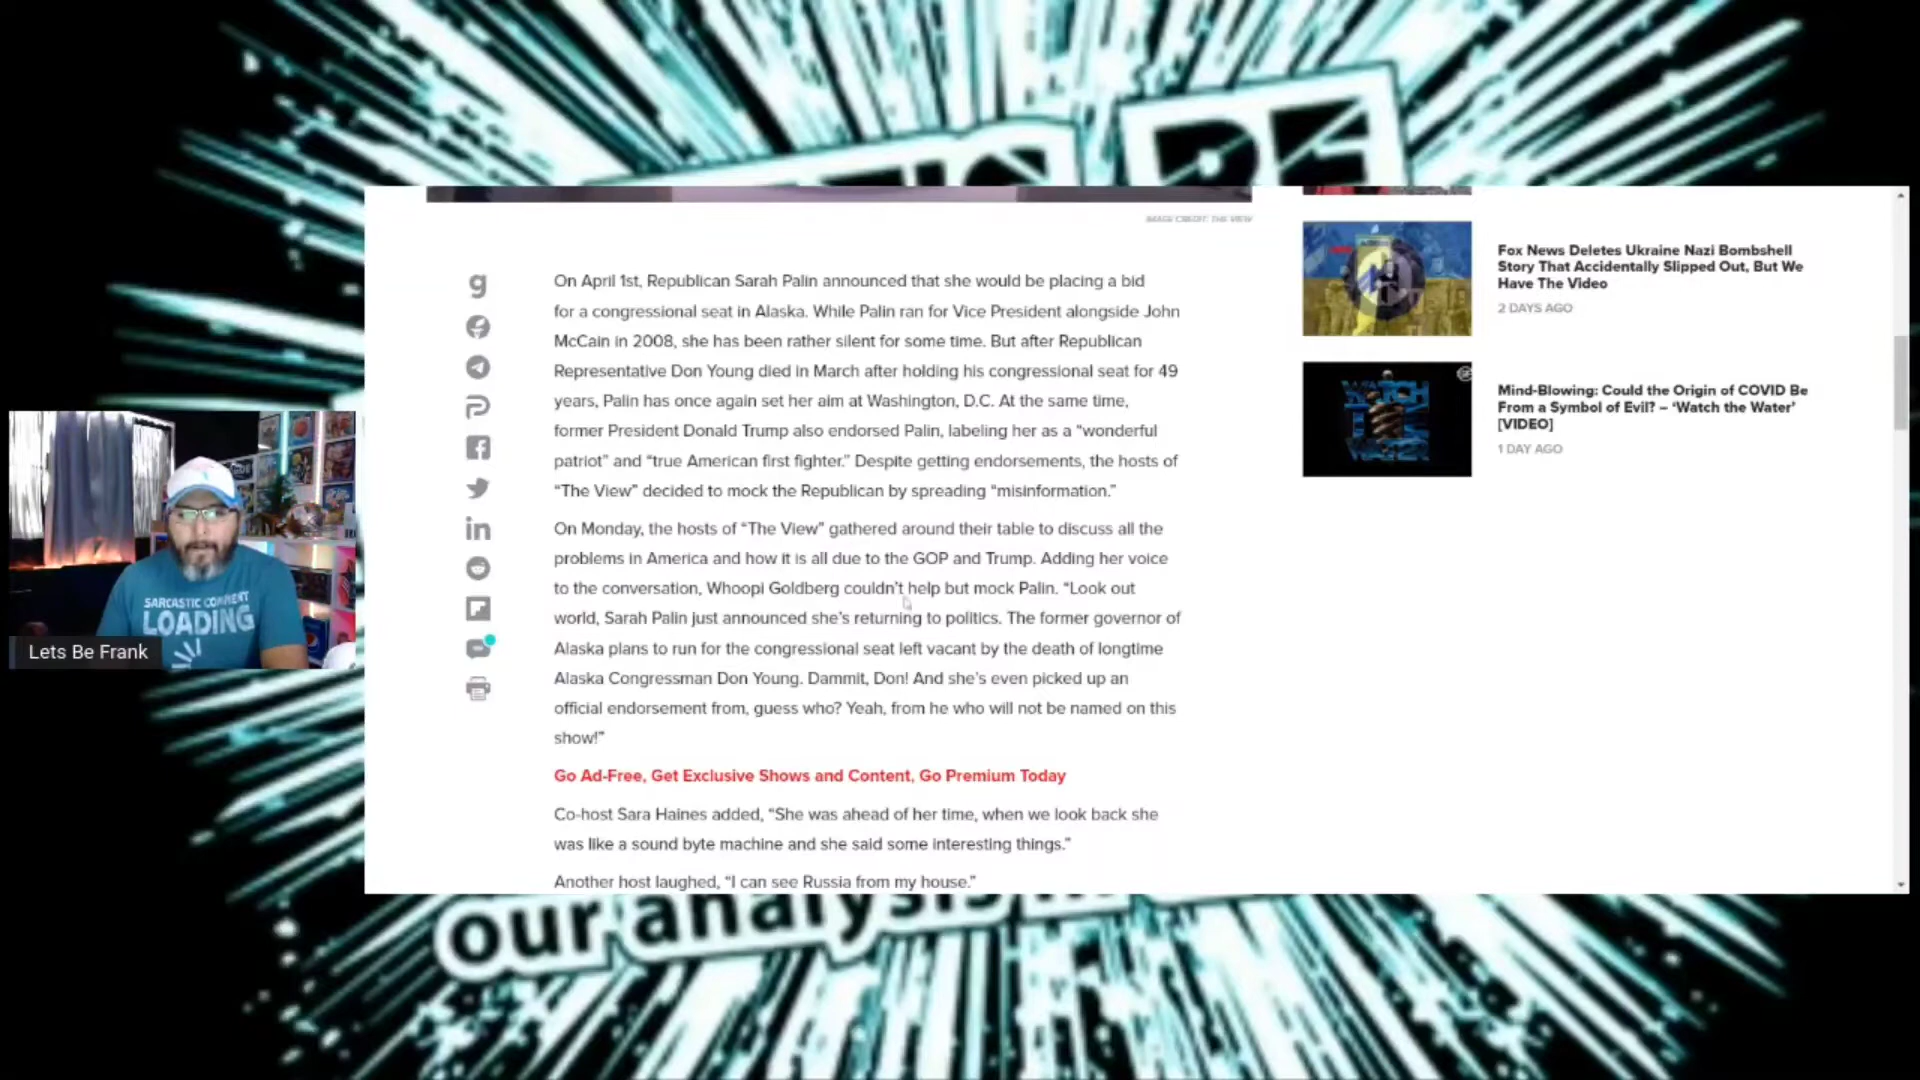 BE
IMAGE CREDIT: THE VIEW
On April 1st, Republican Sarah Palin announced that she would be placing a bid
for a congressional seat in Alaska. While Palin ran for Vice President alongside John
McCain in 2008, she has been rather silent for some time. But after Republican
Representative Don Young died in March after holding his congressional seat for 49
years, Palin has once again set her aim at Washington, D.C. At the same time,
former President Donald Trump also endorsed Palin, labeling her as a “wonderful
patriot” and “true American first fighter.” Despite getting endorsements, the hosts of
“The View” decided to mock the Republican by spreading “misinformation.”
On Monday, the hosts of “The View” gathered around their table to discuss all the
problems in America and how it is all due to the GOP and Trump. Adding her voice
to the conversation, Whoopi Goldberg couldn’t help but mock Palin. “Look out
world, Sarah Palin just announced she’s returning to politics. The former governor of
Alaska plans to run for the congressional seat left vacant by the death of longtime
Alaska Congressman Don Young. Dammit, Don! And she’s even picked up an
official endorsement from, guess who? Yeah, from he who will not be named on this
show!”
Go Ad-Free, Get Exclusive Shows and Content, Go Premium Today
Co-host Sara Haines added, “She was ahead of her time, when we look back she
was like a sound byte machine and she said some interesting things.”
Another host laughed, “I can see Russia from my house.”
Fox News Deletes Ukraine Nazi Bombshell
Story That Accidentally Slipped Out, But We
Have The Video
2 DAYS AGO
WATCH
THE
WATER
Mind-Blowing: Could the Origin of COVID Be
From a Symbol of Evil? – ‘Watch the Water’
[VIDEO]
1 DAY AGO
SARCASTIC COMMENT
LOADING
Lets Be Frank
our analysis